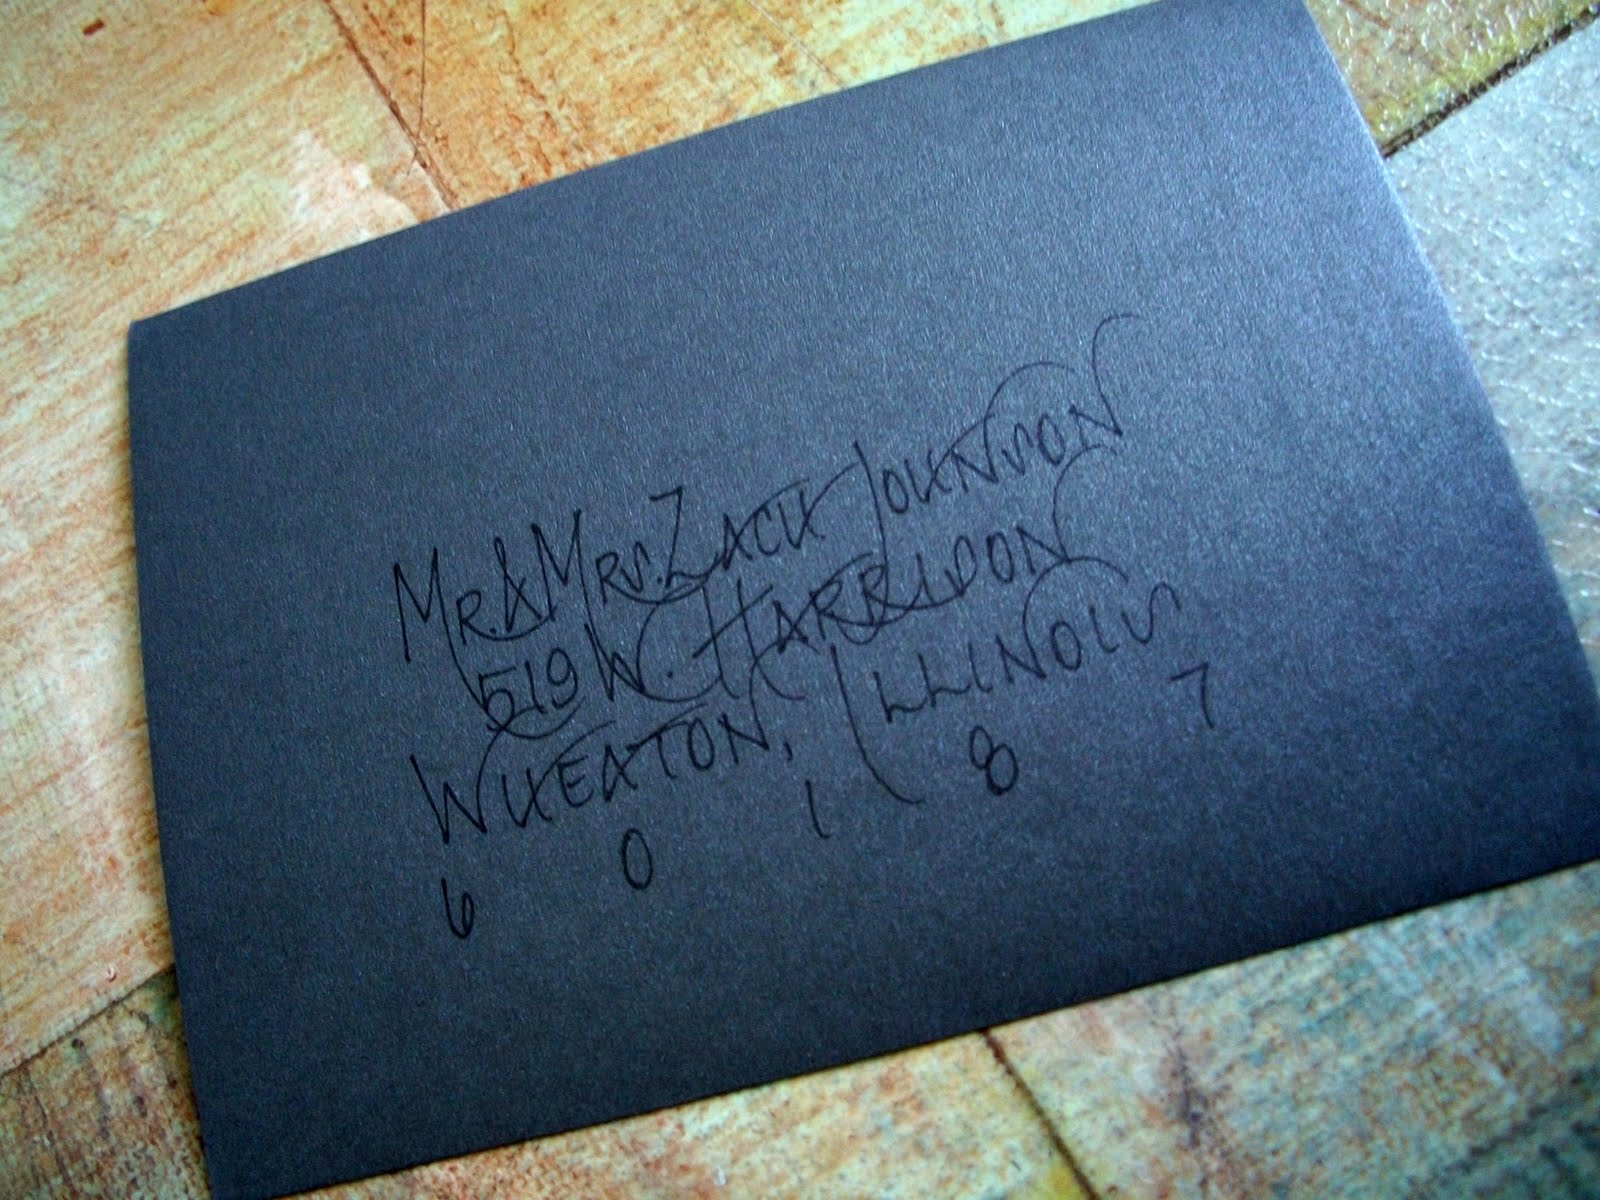 Mr. & Mrs. Zack Johnson
519 W. Harrison
Wheaton, Illinois
6 0 1 8 7